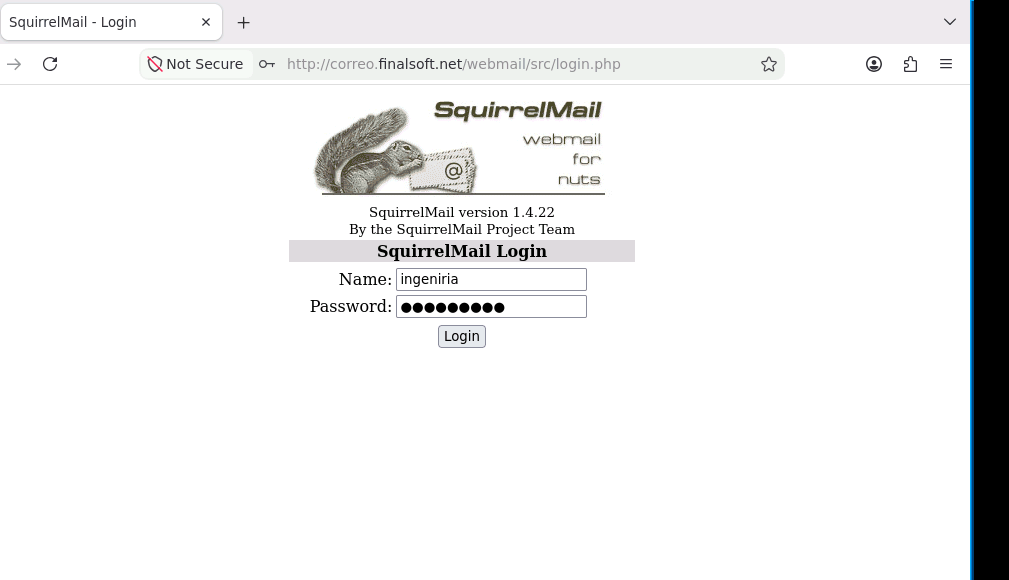 SquirrelMail - Login
Not Secure
http://correo.finalsoft.net/webmail/src/login.php
SquirrelMail
webmail
for
nuts
@
SquirrelMail version 1.4.22
By the SquirrelMail Project Team
SquirrelMail Login
Name: ingeniria
Password: ●●●●●●●●●
Login